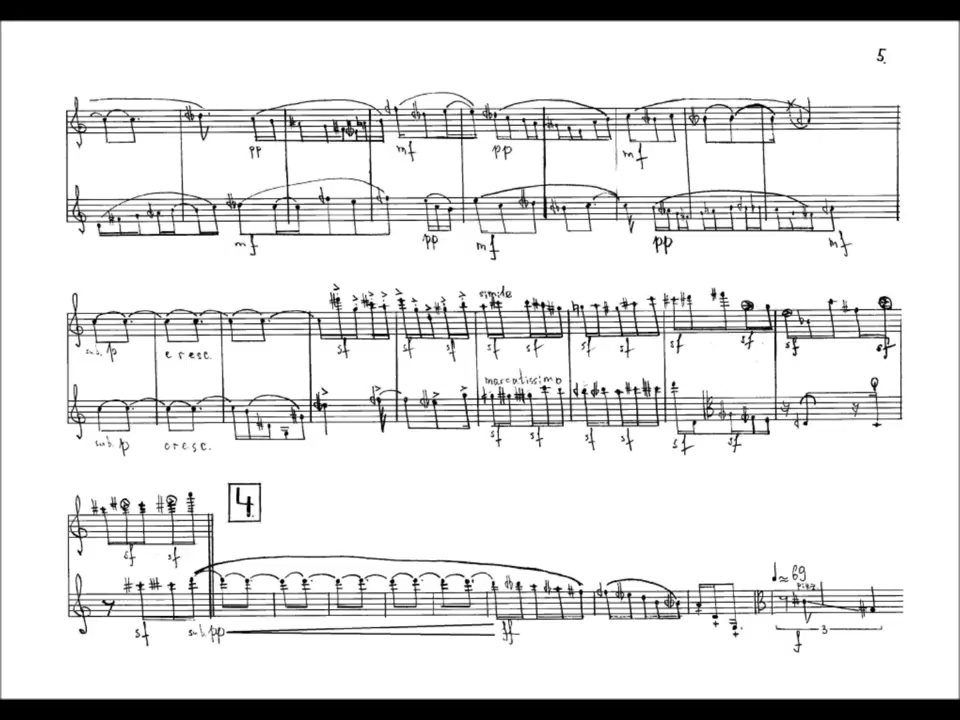 5.
pp mf pp mf
mf pp mf pp mf
simile
sub. p cresc. sf sf sf sf sf sf sf sf sf sf sf
marcatissimo
sub. p cresc. sf sf sf sf sf sf
4
sf sf
♩≈69
pizz
sf sub. pp ff f 3